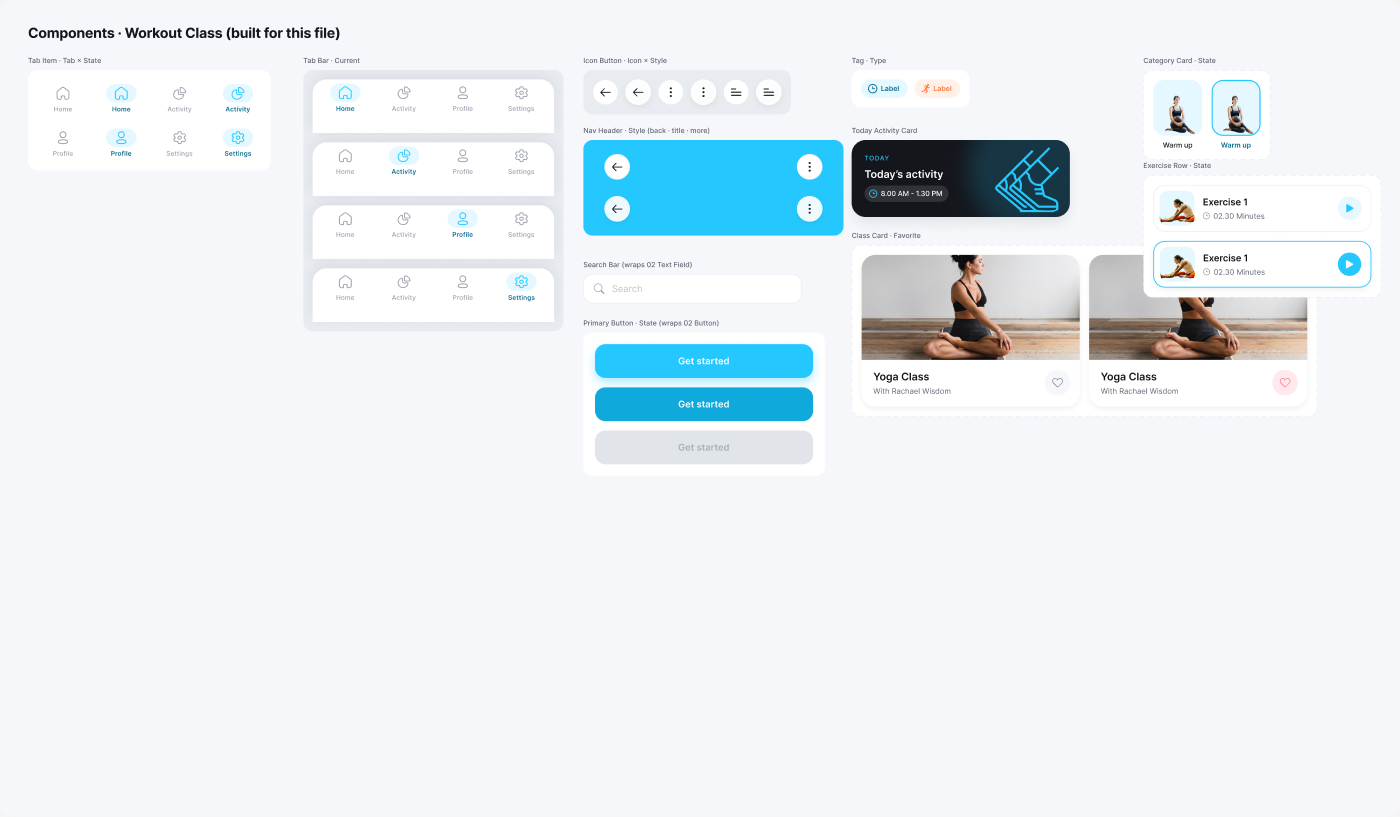 Components · Workout Class (built for this file)
Tab Item · Tab × State
Home
Home
Activity
Activity
Profile
Profile
Settings
Settings
Tab Bar · Current
Home
Activity
Profile
Settings
Home
Activity
Profile
Settings
Home
Activity
Profile
Settings
Home
Activity
Profile
Settings
Icon Button · Icon × Style
Nav Header · Style (back · title · more)
Search Bar (wraps 02 Text Field)
Search
Primary Button · State (wraps 02 Button)
Get started
Get started
Get started
Tag · Type
Label
Label
Today Activity Card
TODAY
Today's activity
8.00 AM - 1.30 PM
Class Card · Favorite
Yoga Class
With Rachael Wisdom
Yoga Class
With Rachael Wisdom
Category Card · State
Warm up
Warm up
Exercise Row · State
Exercise 1
02.30 Minutes
Exercise 1
02.30 Minutes